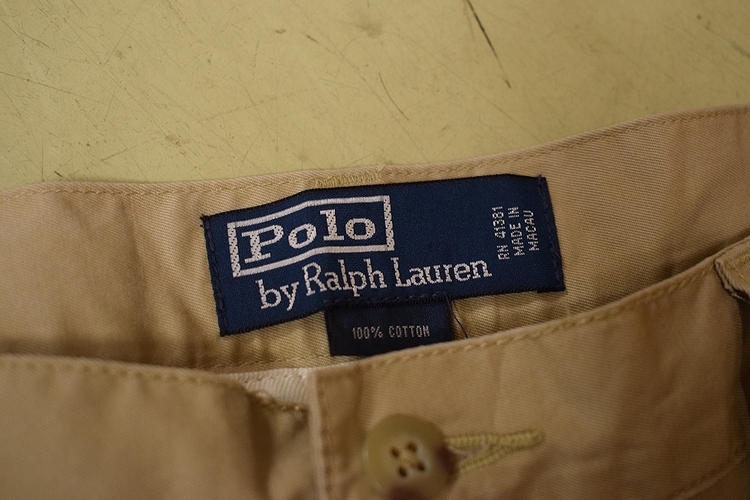 Polo
by Ralph Lauren
RN 41381
MADE IN
MACAU
100% COTTON